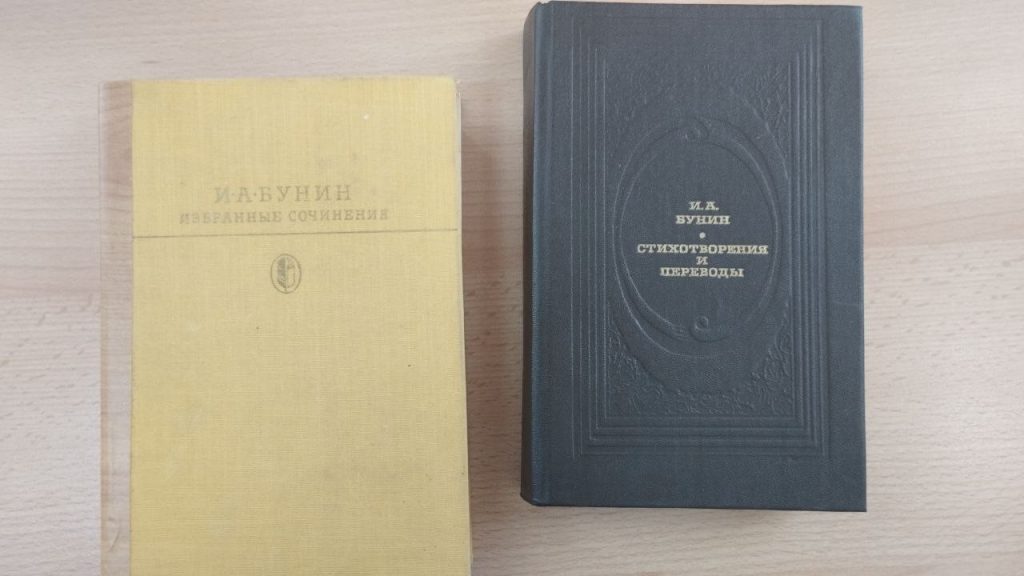 И·А·БУНИН
ИЗБРАННЫЕ СОЧИНЕНИЯ
И.А.
БУНИН
СТИХОТВОРЕНИЯ
И
ПЕРЕВОДЫ